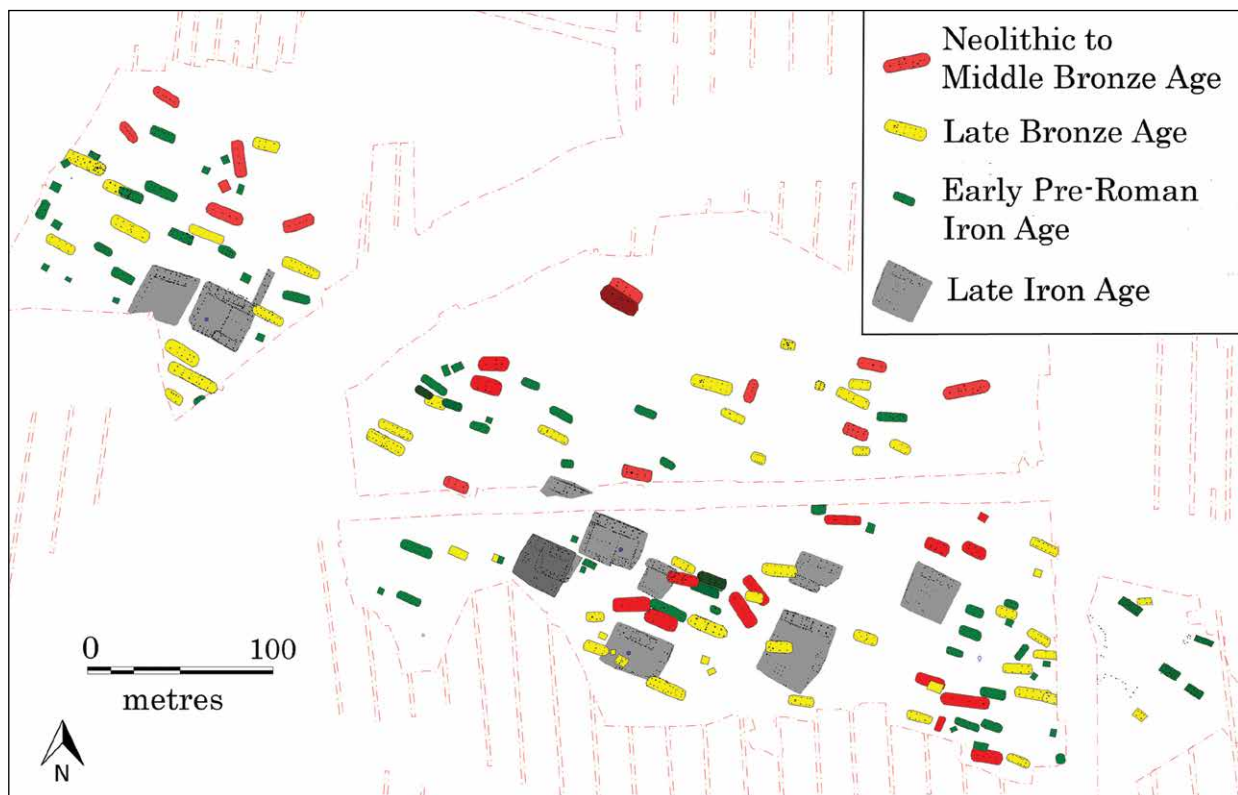 Neolithic to
Middle Bronze Age
Late Bronze Age
Early Pre-Roman
Iron Age
Late Iron Age
0 100
metres
N